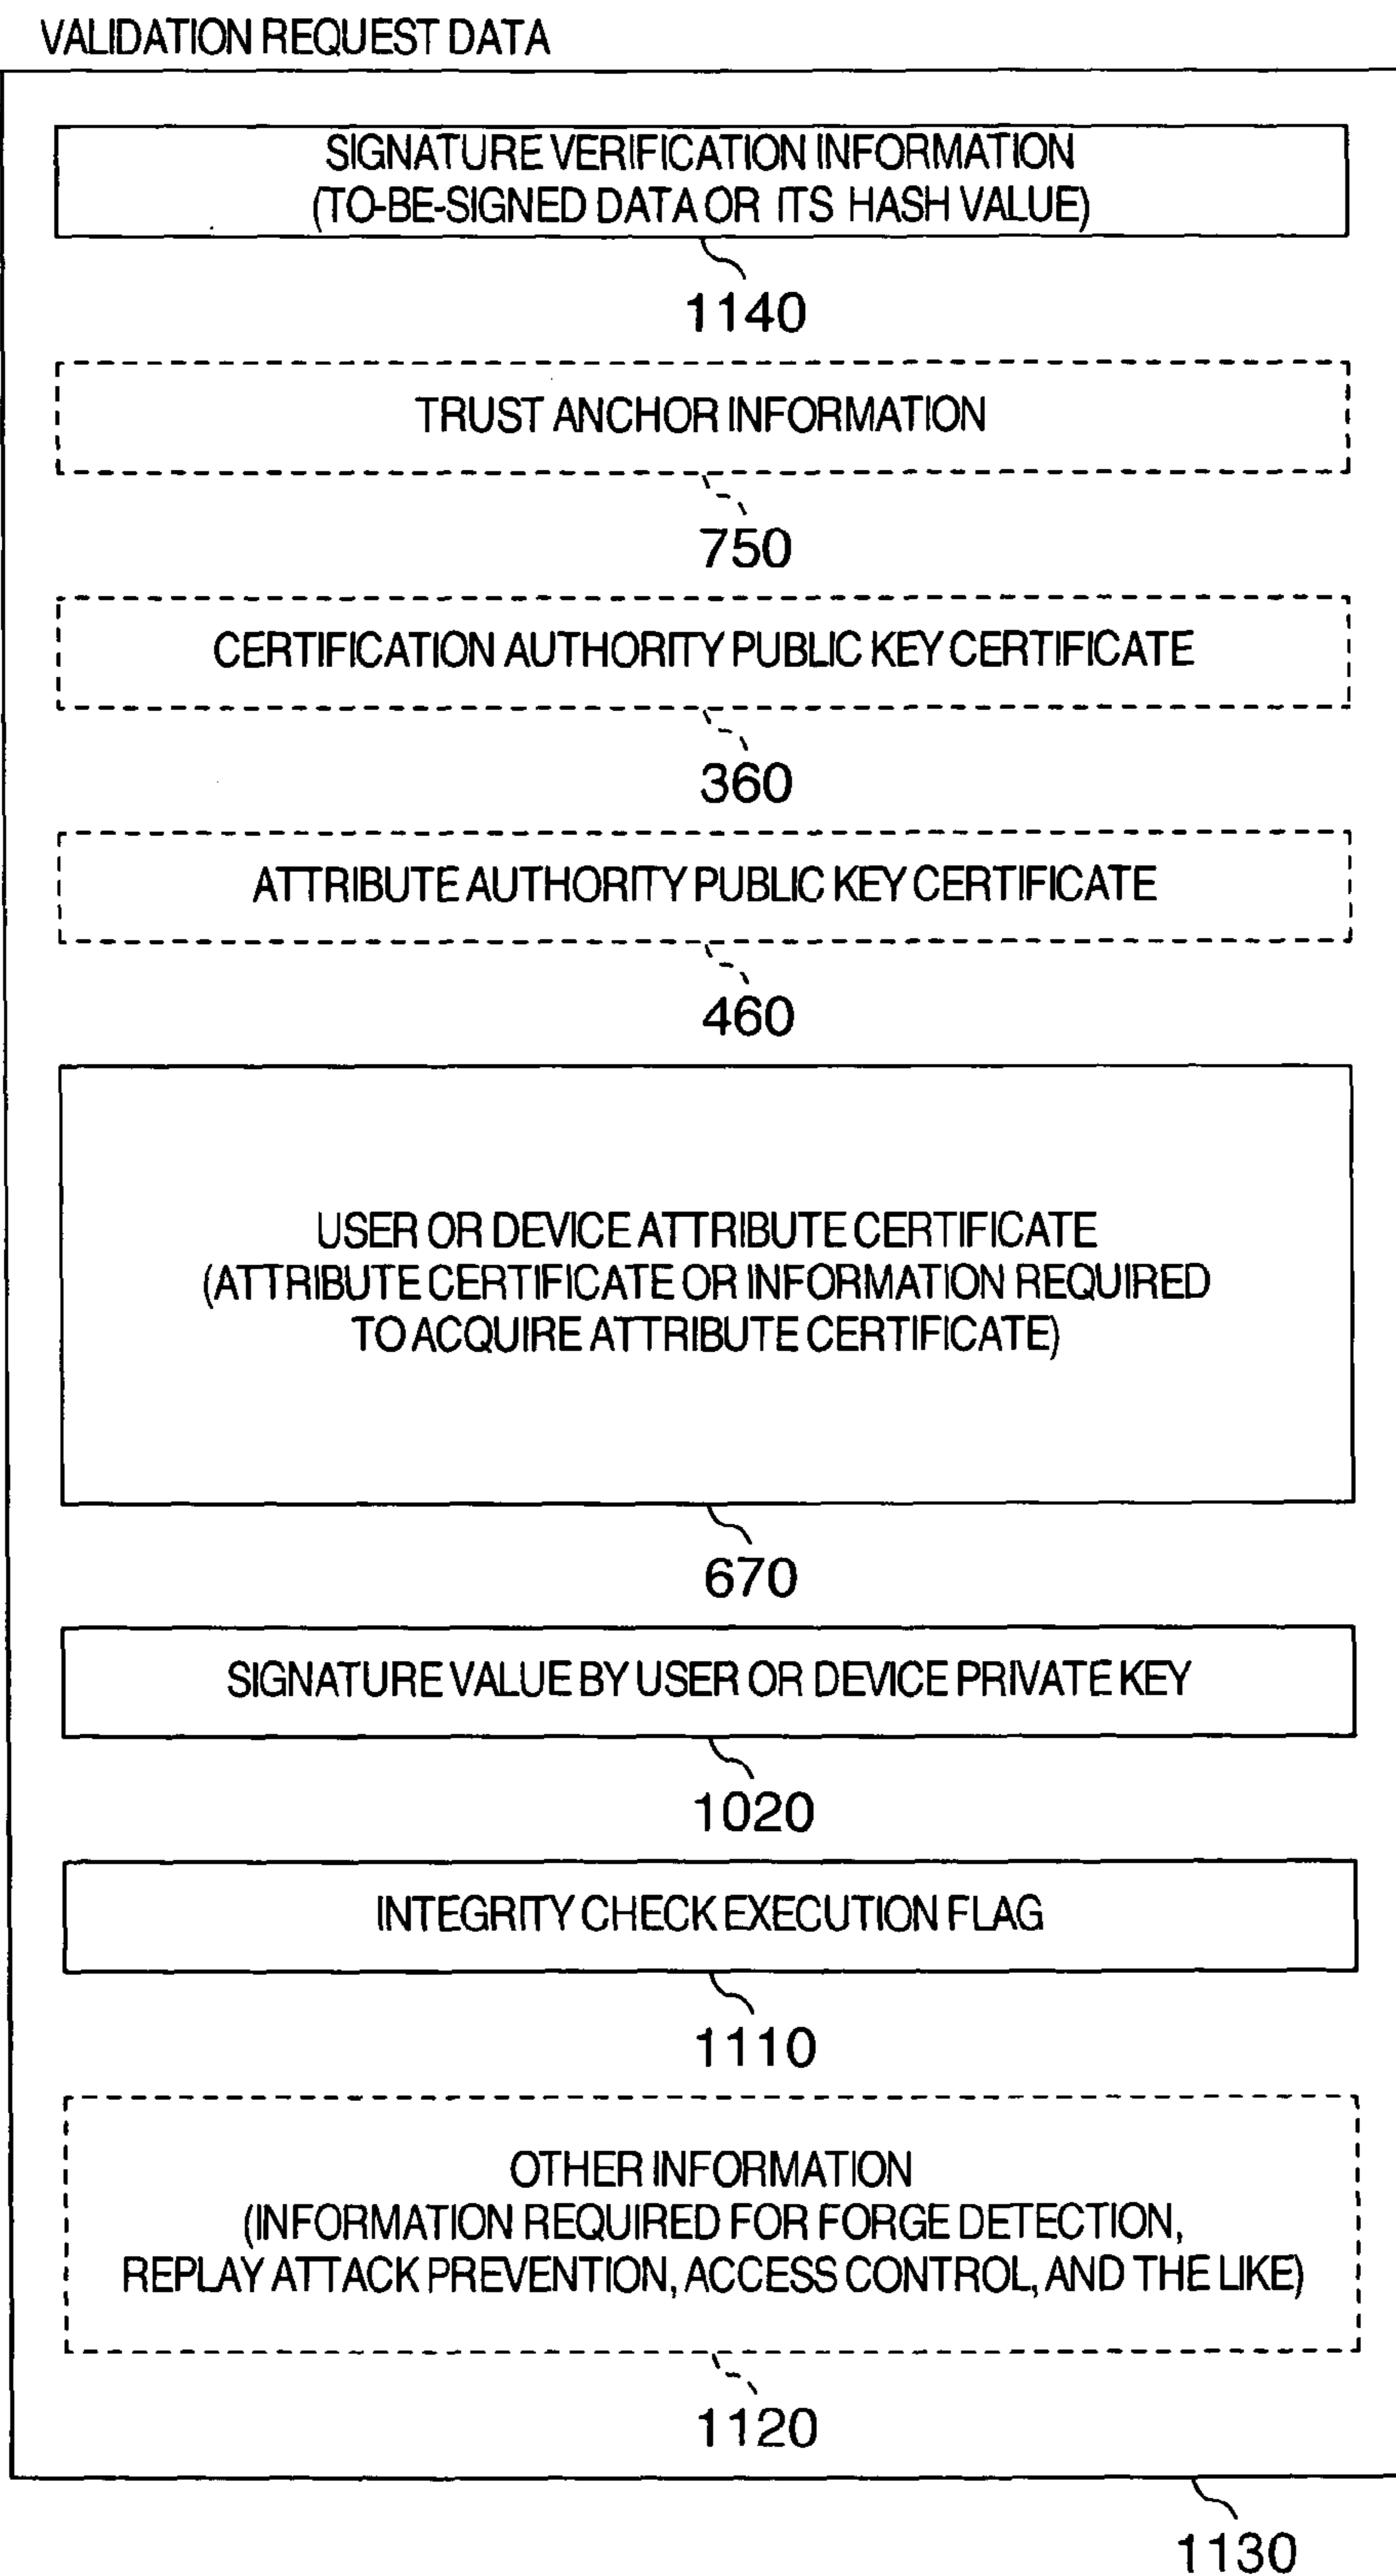 VALIDATION REQUEST DATA
SIGNATURE VERIFICATION INFORMATION
(TO-BE-SIGNED DATA OR ITS HASH VALUE)
1140
TRUST ANCHOR INFORMATION
750
CERTIFICATION AUTHORITY PUBLIC KEY CERTIFICATE
360
ATTRIBUTE AUTHORITY PUBLIC KEY CERTIFICATE
460
USER OR DEVICE ATTRIBUTE CERTIFICATE
(ATTRIBUTE CERTIFICATE OR INFORMATION REQUIRED
TO ACQUIRE ATTRIBUTE CERTIFICATE)
670
SIGNATURE VALUE BY USER OR DEVICE PRIVATE KEY
1020
INTEGRITY CHECK EXECUTION FLAG
1110
OTHER INFORMATION
(INFORMATION REQUIRED FOR FORGE DETECTION,
REPLAY ATTACK PREVENTION, ACCESS CONTROL, AND THE LIKE)
1120
1130